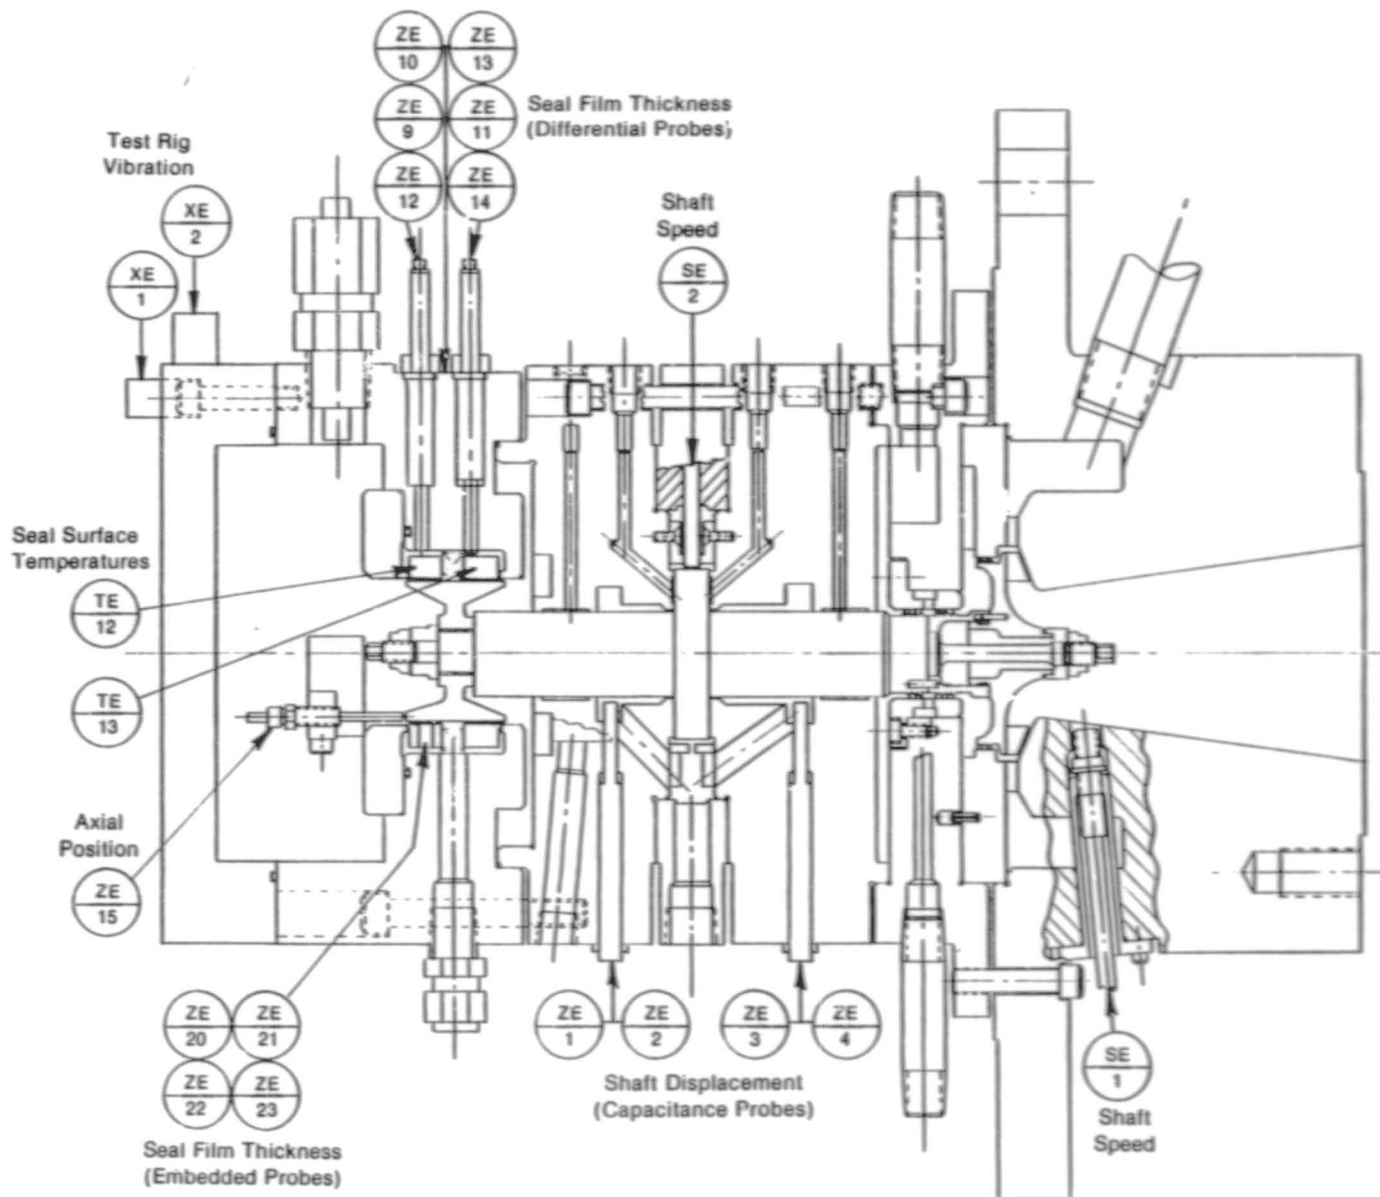 ZE 10
ZE 13
ZE 9
ZE 11
Seal Film Thickness
(Differential Probes)
ZE 12
ZE 14
Test Rig
Vibration
XE 2
XE 1
Shaft
Speed
SE 2
Seal Surface
Temperatures
TE 12
TE 13
Axial
Position
ZE 15
ZE 20
ZE 21
ZE 22
ZE 23
Seal Film Thickness
(Embedded Probes)
ZE 1
ZE 2
ZE 3
ZE 4
Shaft Displacement
(Capacitance Probes)
SE 1
Shaft
Speed